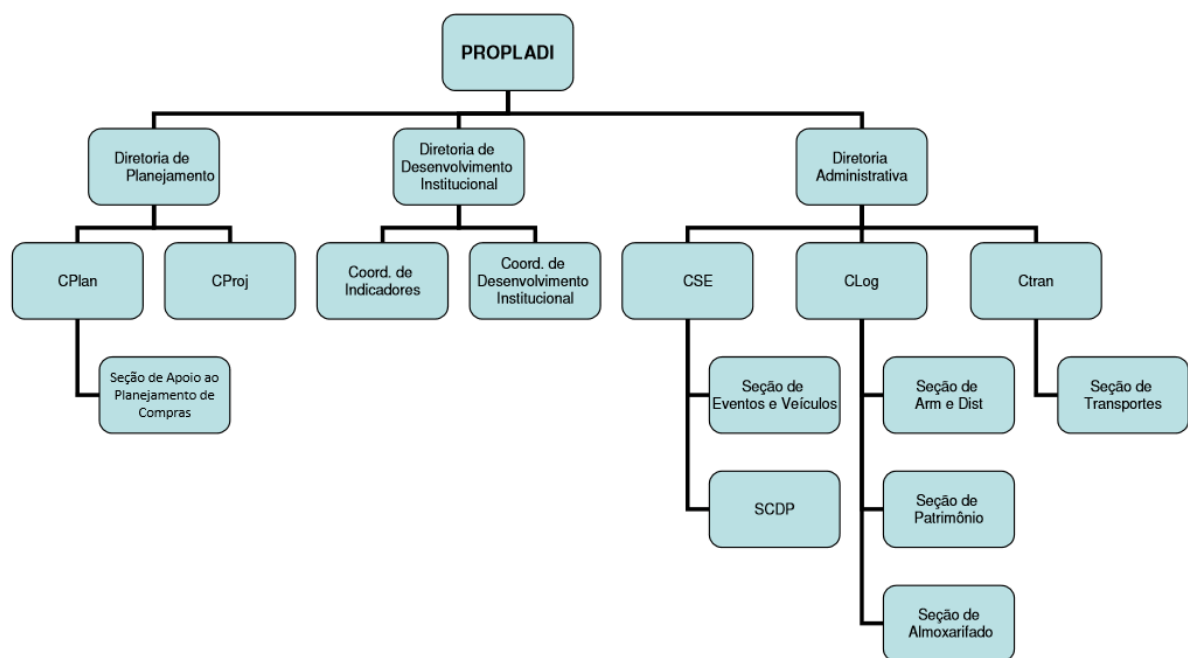 PROPLADI
Diretoria de
Planejamento
Diretoria de
Desenvolvimento
Institucional
Diretoria
Administrativa
CPlan
CProj
Coord. de
Indicadores
Coord. de
Desenvolvimento
Institucional
CSE
CLog
Ctran
Seção de Apoio ao
Planejamento de
Compras
Seção de
Eventos e Veículos
Seção de
Arm e Dist
Seção de
Transportes
SCDP
Seção de
Patrimônio
Seção de
Almoxarifado